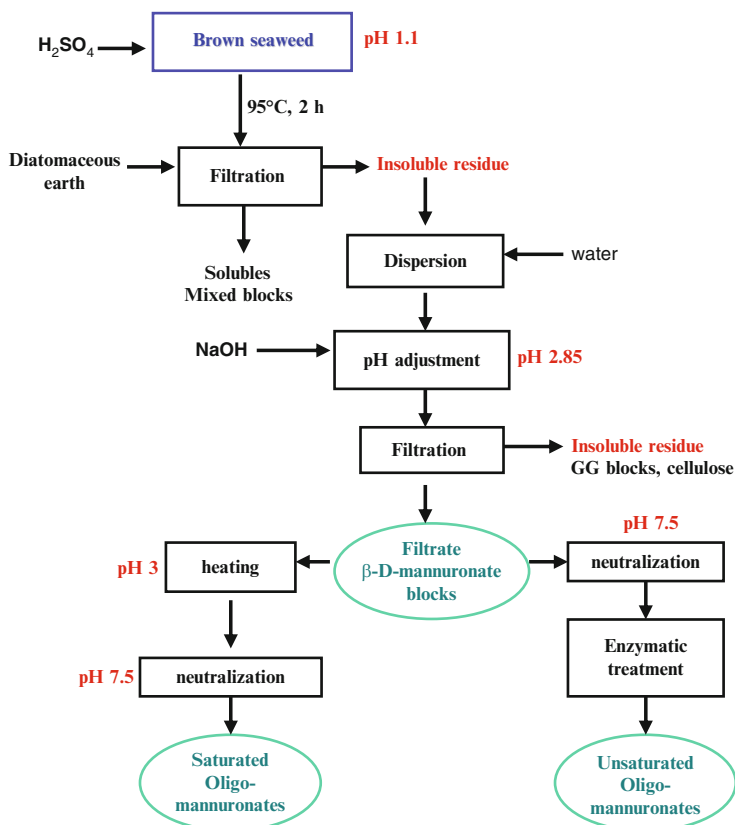 H₂SO₄
Brown seaweed
pH 1.1
95°C, 2 h
Diatomaceous
earth
Filtration
Insoluble residue
Solubles
Mixed blocks
Dispersion
water
NaOH
pH adjustment
pH 2.85
Filtration
Insoluble residue
GG blocks, cellulose
Filtrate
β-D-mannuronate
blocks
pH 3
heating
pH 7.5
neutralization
pH 7.5
neutralization
Enzymatic
treatment
Saturated
Oligo-
mannuronates
Unsaturated
Oligo-
mannuronates